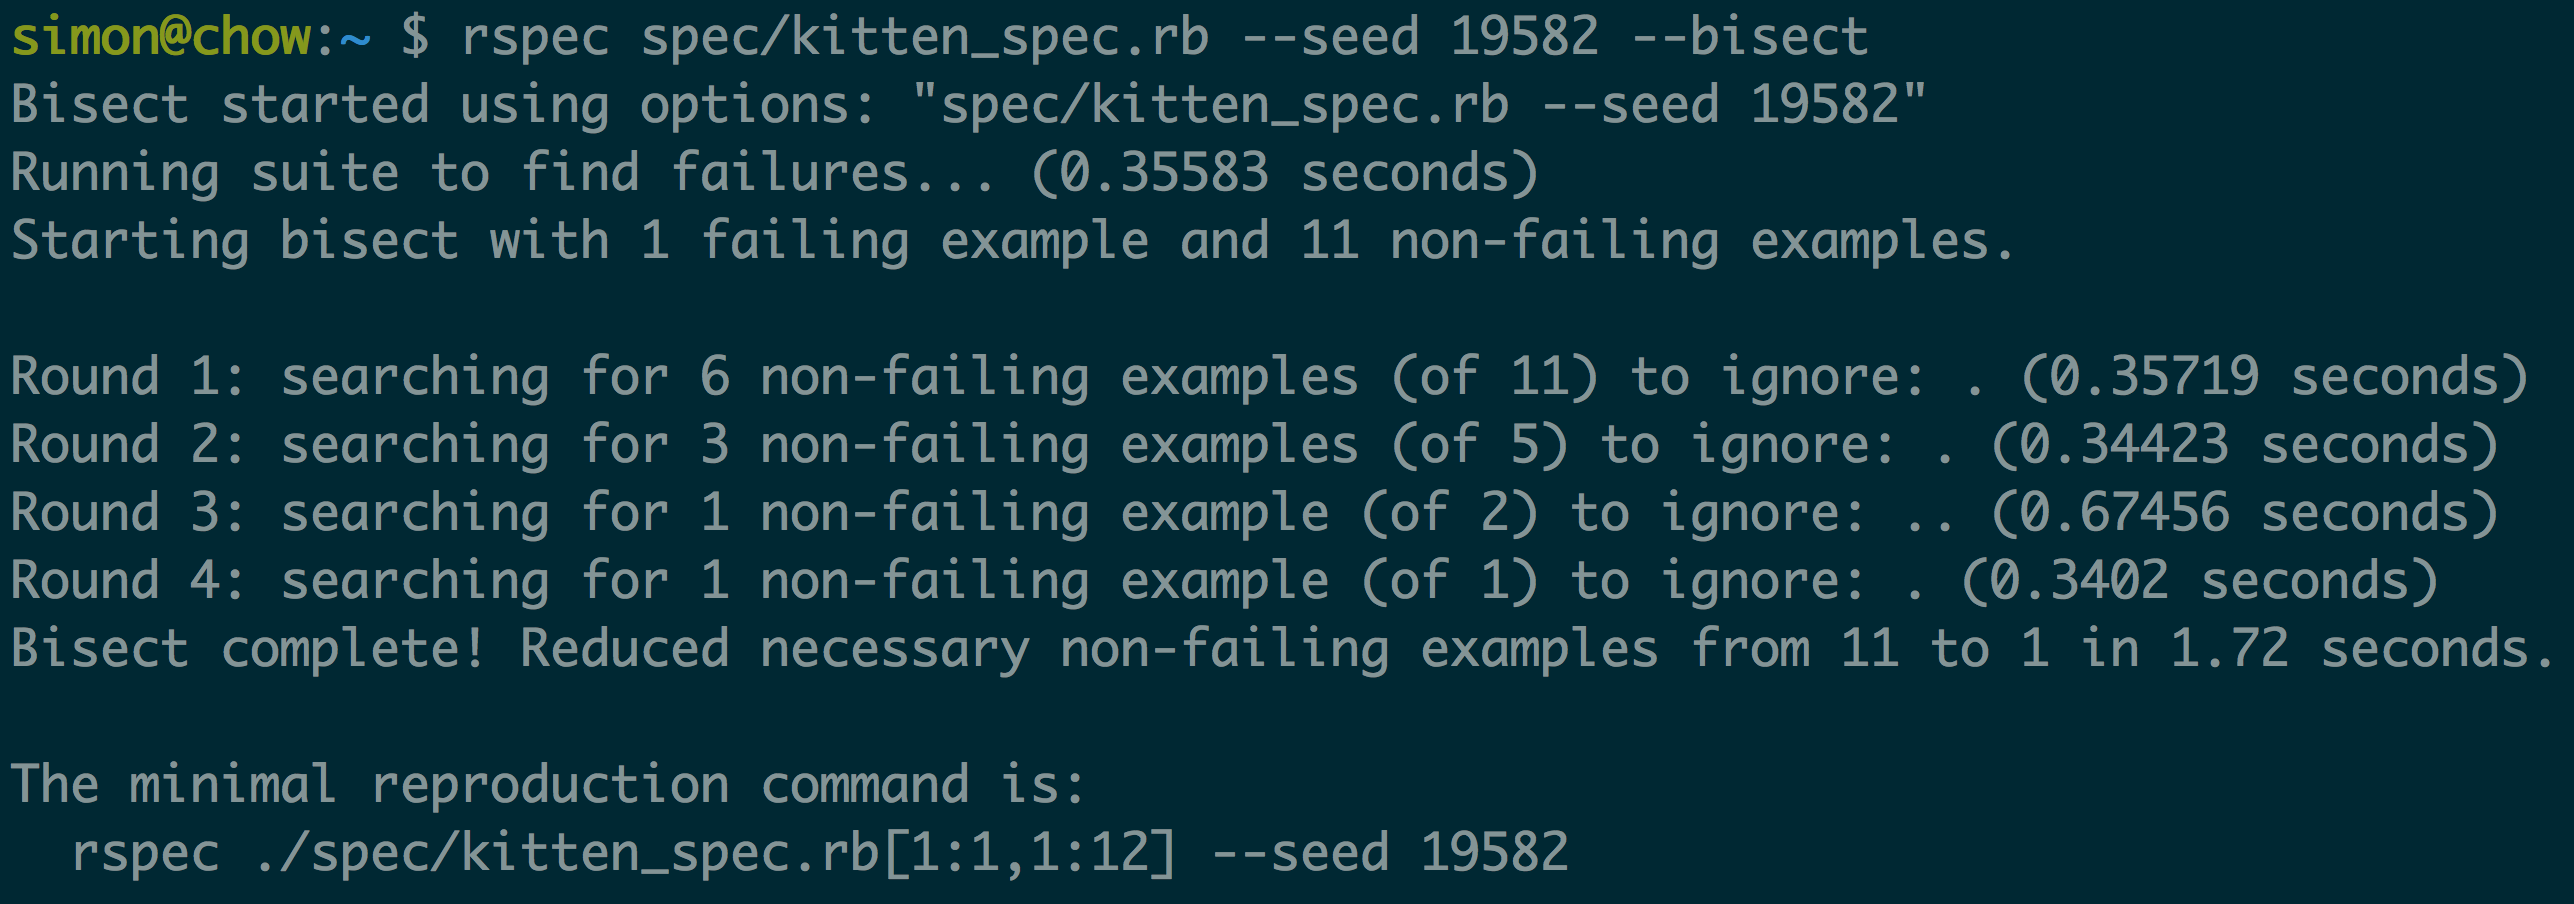 simon@chow:~ $ rspec spec/kitten_spec.rb --seed 19582 --bisect
Bisect started using options: "spec/kitten_spec.rb --seed 19582"
Running suite to find failures... (0.35583 seconds)
Starting bisect with 1 failing example and 11 non-failing examples.
Round 1: searching for 6 non-failing examples (of 11) to ignore: . (0.35719 seconds)
Round 2: searching for 3 non-failing examples (of 5) to ignore: . (0.34423 seconds)
Round 3: searching for 1 non-failing example (of 2) to ignore: .. (0.67456 seconds)
Round 4: searching for 1 non-failing example (of 1) to ignore: . (0.3402 seconds)
Bisect complete! Reduced necessary non-failing examples from 11 to 1 in 1.72 seconds.
The minimal reproduction command is:
  rspec ./spec/kitten_spec.rb[1:1,1:12] --seed 19582